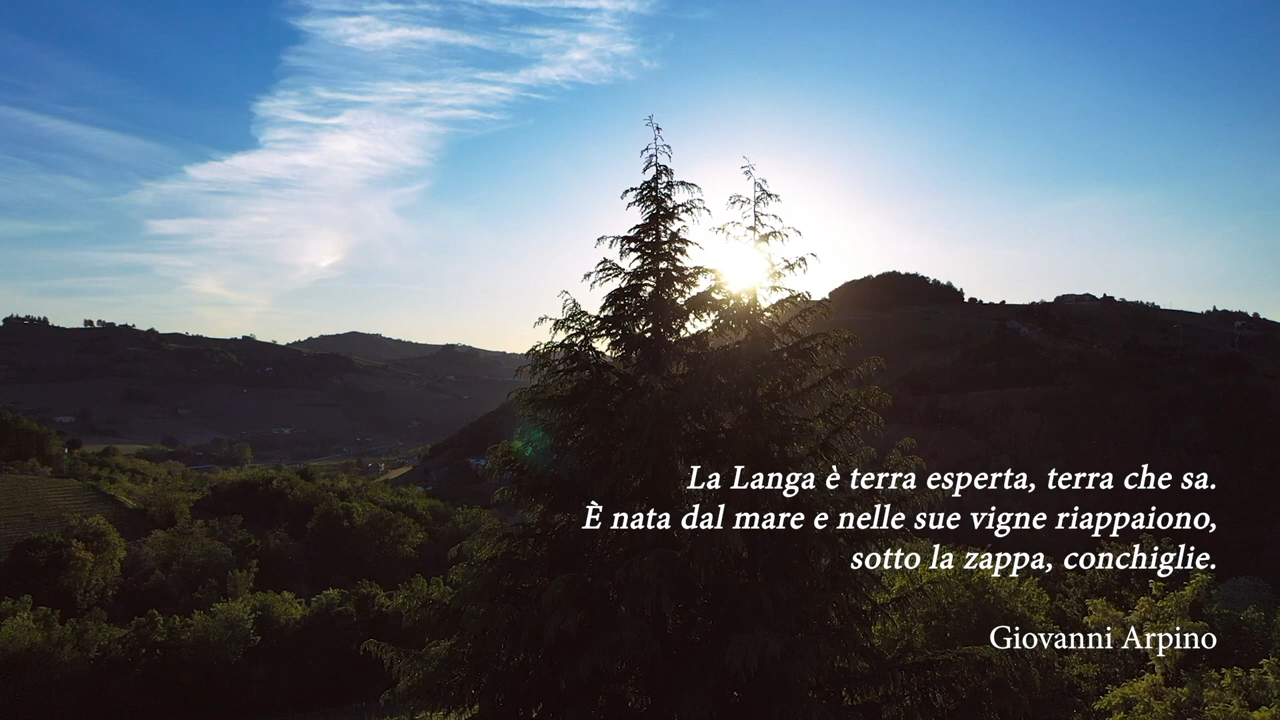 La Langa è terra esperta, terra che sa.
È nata dal mare e nelle sue vigne riappaiono,
sotto la zappa, conchiglie.
Giovanni Arpino